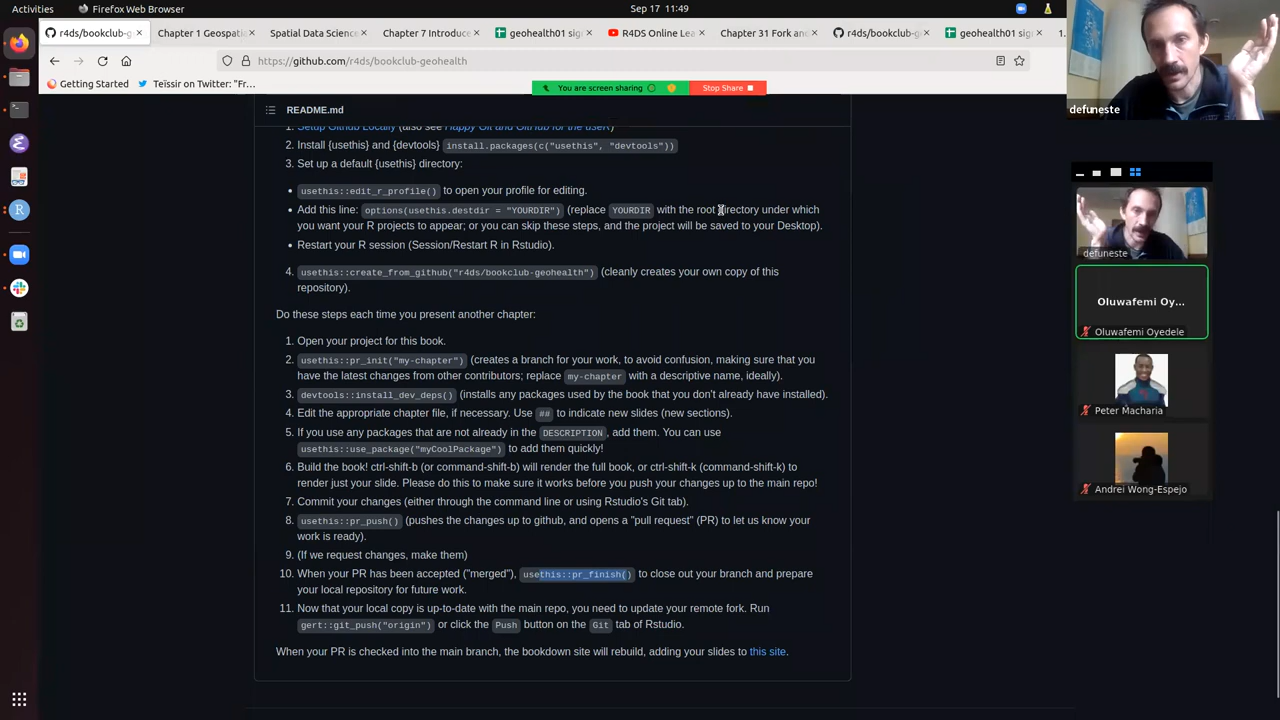 Activities
Firefox Web Browser
Sep 17 11:49
r4ds/bookclub-g
Chapter 1 Geospati
Spatial Data Science
Chapter 7 Introduce
geohealth01 sign
R4DS Online Lea
Chapter 31 Fork an
r4ds/bookclub-g
geohealth01 sign
1.
https://github.com/r4ds/bookclub-geohealth
Getting Started
Teïssir on Twitter: "Fr…
You are screen sharing
Stop Share
README.md
1. Setup Github Locally (also see Happy Git and GitHub for the useR)
2. Install {usethis} and {devtools} install.packages(c("usethis", "devtools"))
3. Set up a default {usethis} directory:
• usethis::edit_r_profile() to open your profile for editing.
• Add this line: options(usethis.destdir = "YOURDIR") (replace YOURDIR with the root directory under which
you want your R projects to appear; or you can skip these steps, and the project will be saved to your Desktop).
• Restart your R session (Session/Restart R in Rstudio).
4. usethis::create_from_github("r4ds/bookclub-geohealth") (cleanly creates your own copy of this
repository).
Do these steps each time you present another chapter:
1. Open your project for this book.
2. usethis::pr_init("my-chapter") (creates a branch for your work, to avoid confusion, making sure that you
have the latest changes from other contributors; replace my-chapter with a descriptive name, ideally).
3. devtools::install_dev_deps() (installs any packages used by the book that you don't already have installed).
4. Edit the appropriate chapter file, if necessary. Use ## to indicate new slides (new sections).
5. If you use any packages that are not already in the DESCRIPTION, add them. You can use
usethis::use_package("myCoolPackage") to add them quickly!
6. Build the book! ctrl-shift-b (or command-shift-b) will render the full book, or ctrl-shift-k (command-shift-k) to
render just your slide. Please do this to make sure it works before you push your changes up to the main repo!
7. Commit your changes (either through the command line or using Rstudio's Git tab).
8. usethis::pr_push() (pushes the changes up to github, and opens a "pull request" (PR) to let us know your
work is ready).
9. (If we request changes, make them)
10. When your PR has been accepted ("merged"), usethis::pr_finish() to close out your branch and prepare
your local repository for future work.
11. Now that your local copy is up-to-date with the main repo, you need to update your remote fork. Run
gert::git_push("origin") or click the Push button on the Git tab of Rstudio.
When your PR is checked into the main branch, the bookdown site will rebuild, adding your slides to this site.
defuneste
defuneste
Oluwafemi Oy...
Oluwafemi Oyedele
Peter Macharia
Andrei Wong-Espejo